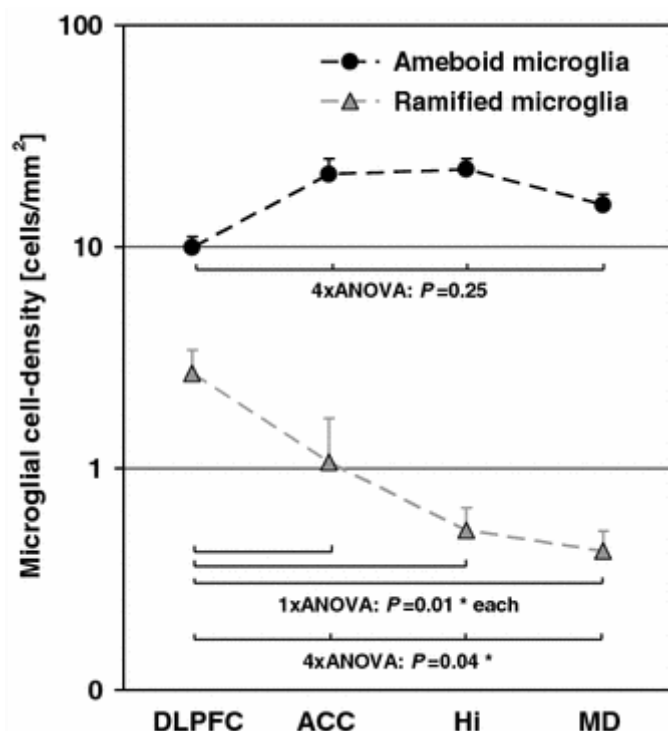 100
Ameboid microglia
Ramified microglia
Microglial cell-density [cells/mm²]
10
4xANOVA: P=0.25
1
1xANOVA: P=0.01 * each
4xANOVA: P=0.04 *
0
DLPFC ACC Hi MD